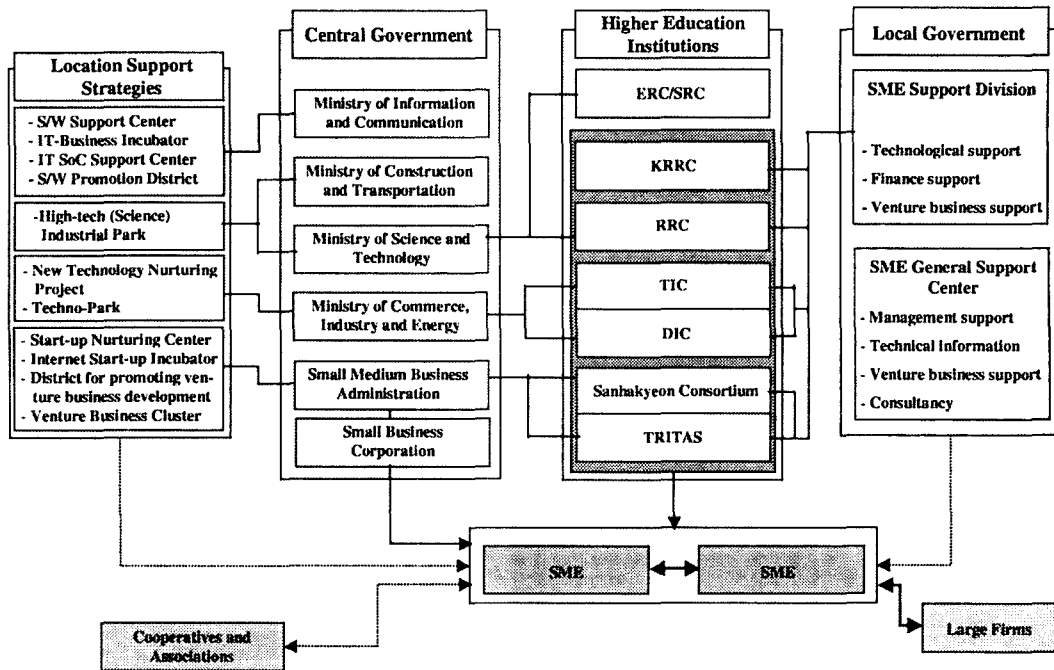 Location Support
Strategies
- S/W Support Center
- IT-Business Incubator
- IT SoC Support Center
- S/W Promotion District
-High-tech (Science)
Industrial Park
- New Technology Nurturing
Project
- Techno-Park
- Start-up Nurturing Center
- Internet Start-up Incubator
- District for promoting ven-
ture business development
- Venture Business Cluster
Central Government
Ministry of Information
and Communication
Ministry of Construction
and Transportation
Ministry of Science and
Technology
Ministry of Commerce,
Industry and Energy
Small Medium Business
Administration
Small Business
Corporation
Higher Education
Institutions
ERC/SRC
KRRC
RRC
TIC
DIC
Sanhakyeon Consortium
TRITAS
Local Government
SME Support Division
- Technological support
- Finance support
- Venture business support
SME General Support
Center
- Management support
- Technical information
- Venture business support
- Consultancy
SME
SME
Cooperatives and
Associations
Large Firms